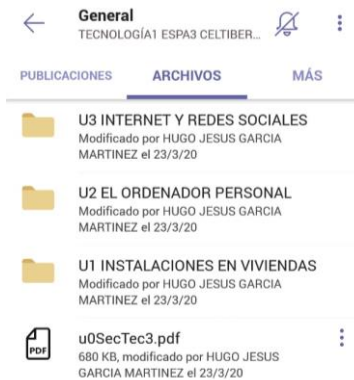 General
TECNOLOGÍA1 ESPA3 CELTIBER...
PUBLICACIONES ARCHIVOS MÁS
U3 INTERNET Y REDES SOCIALES
Modificado por HUGO JESUS GARCIA
MARTINEZ el 23/3/20
U2 EL ORDENADOR PERSONAL
Modificado por HUGO JESUS GARCIA
MARTINEZ el 23/3/20
U1 INSTALACIONES EN VIVIENDAS
Modificado por HUGO JESUS GARCIA
MARTINEZ el 23/3/20
PDF
u0SecTec3.pdf
680 KB, modificado por HUGO JESUS
GARCIA MARTINEZ el 23/3/20